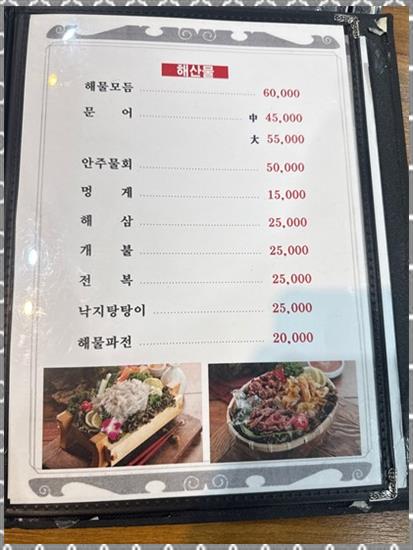 해산물
해물모듬 60,000
문 어 中 45,000
大 55,000
안주물회 50,000
멍 게 15,000
해 삼 25,000
개 불 25,000
전 복 25,000
낙지탕탕이 25,000
해물파전 20,000